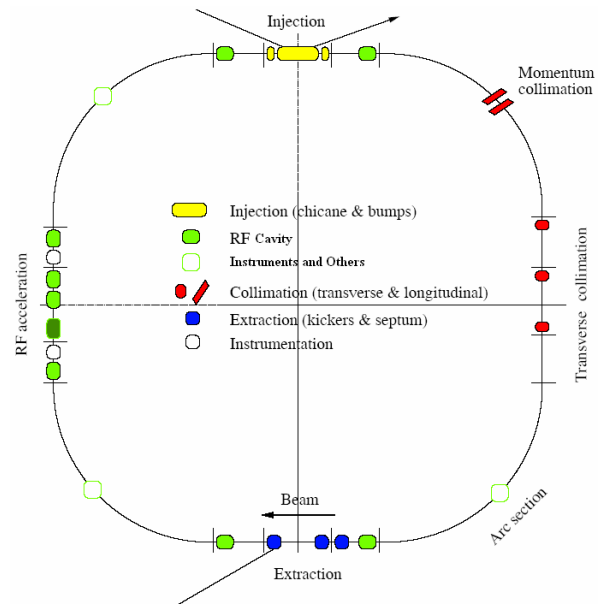 Injection
Momentum
collimation
Injection (chicane & bumps)
RF Cavity
Instruments and Others
Collimation (transverse & longitudinal)
Extraction (kickers & septum)
Instrumentation
RF acceleration
Transverse collimation
Beam
Arc section
Extraction